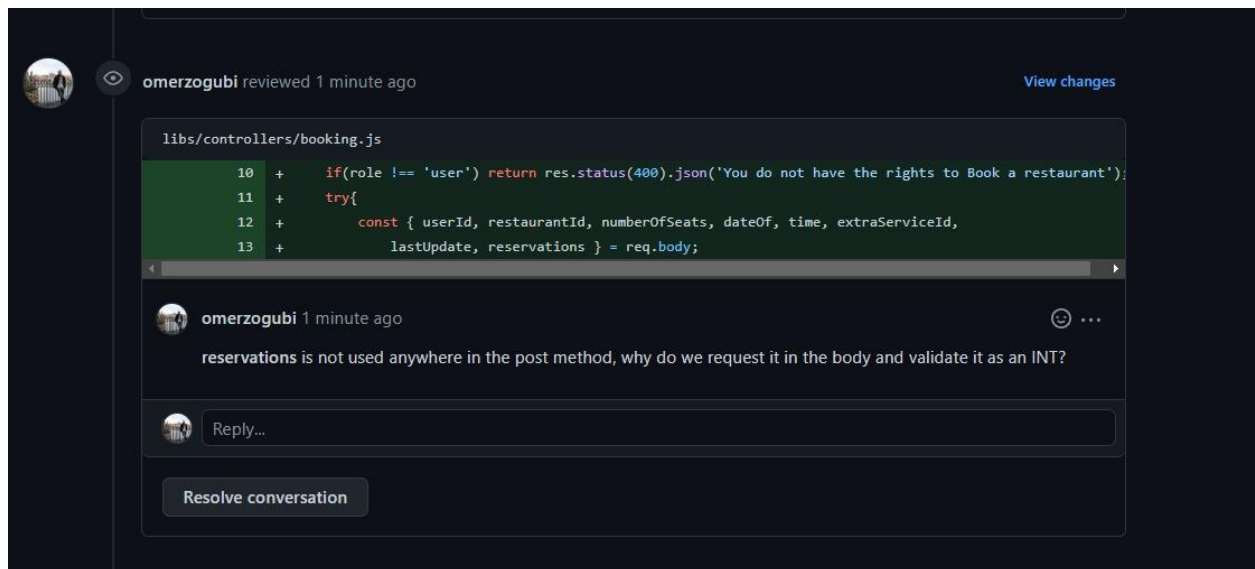 omerzogubi reviewed 1 minute ago
View changes
libs/controllers/booking.js
10 + if(role !== 'user') return res.status(400).json('You do not have the rights to Book a restaurant');
11 + try{
12 + const { userId, restaurantId, numberOfSeats, dateOf, time, extraServiceId,
13 + lastUpdate, reservations } = req.body;
omerzogubi 1 minute ago
reservations is not used anywhere in the post method, why do we request it in the body and validate it as an INT?
Reply...
Resolve conversation